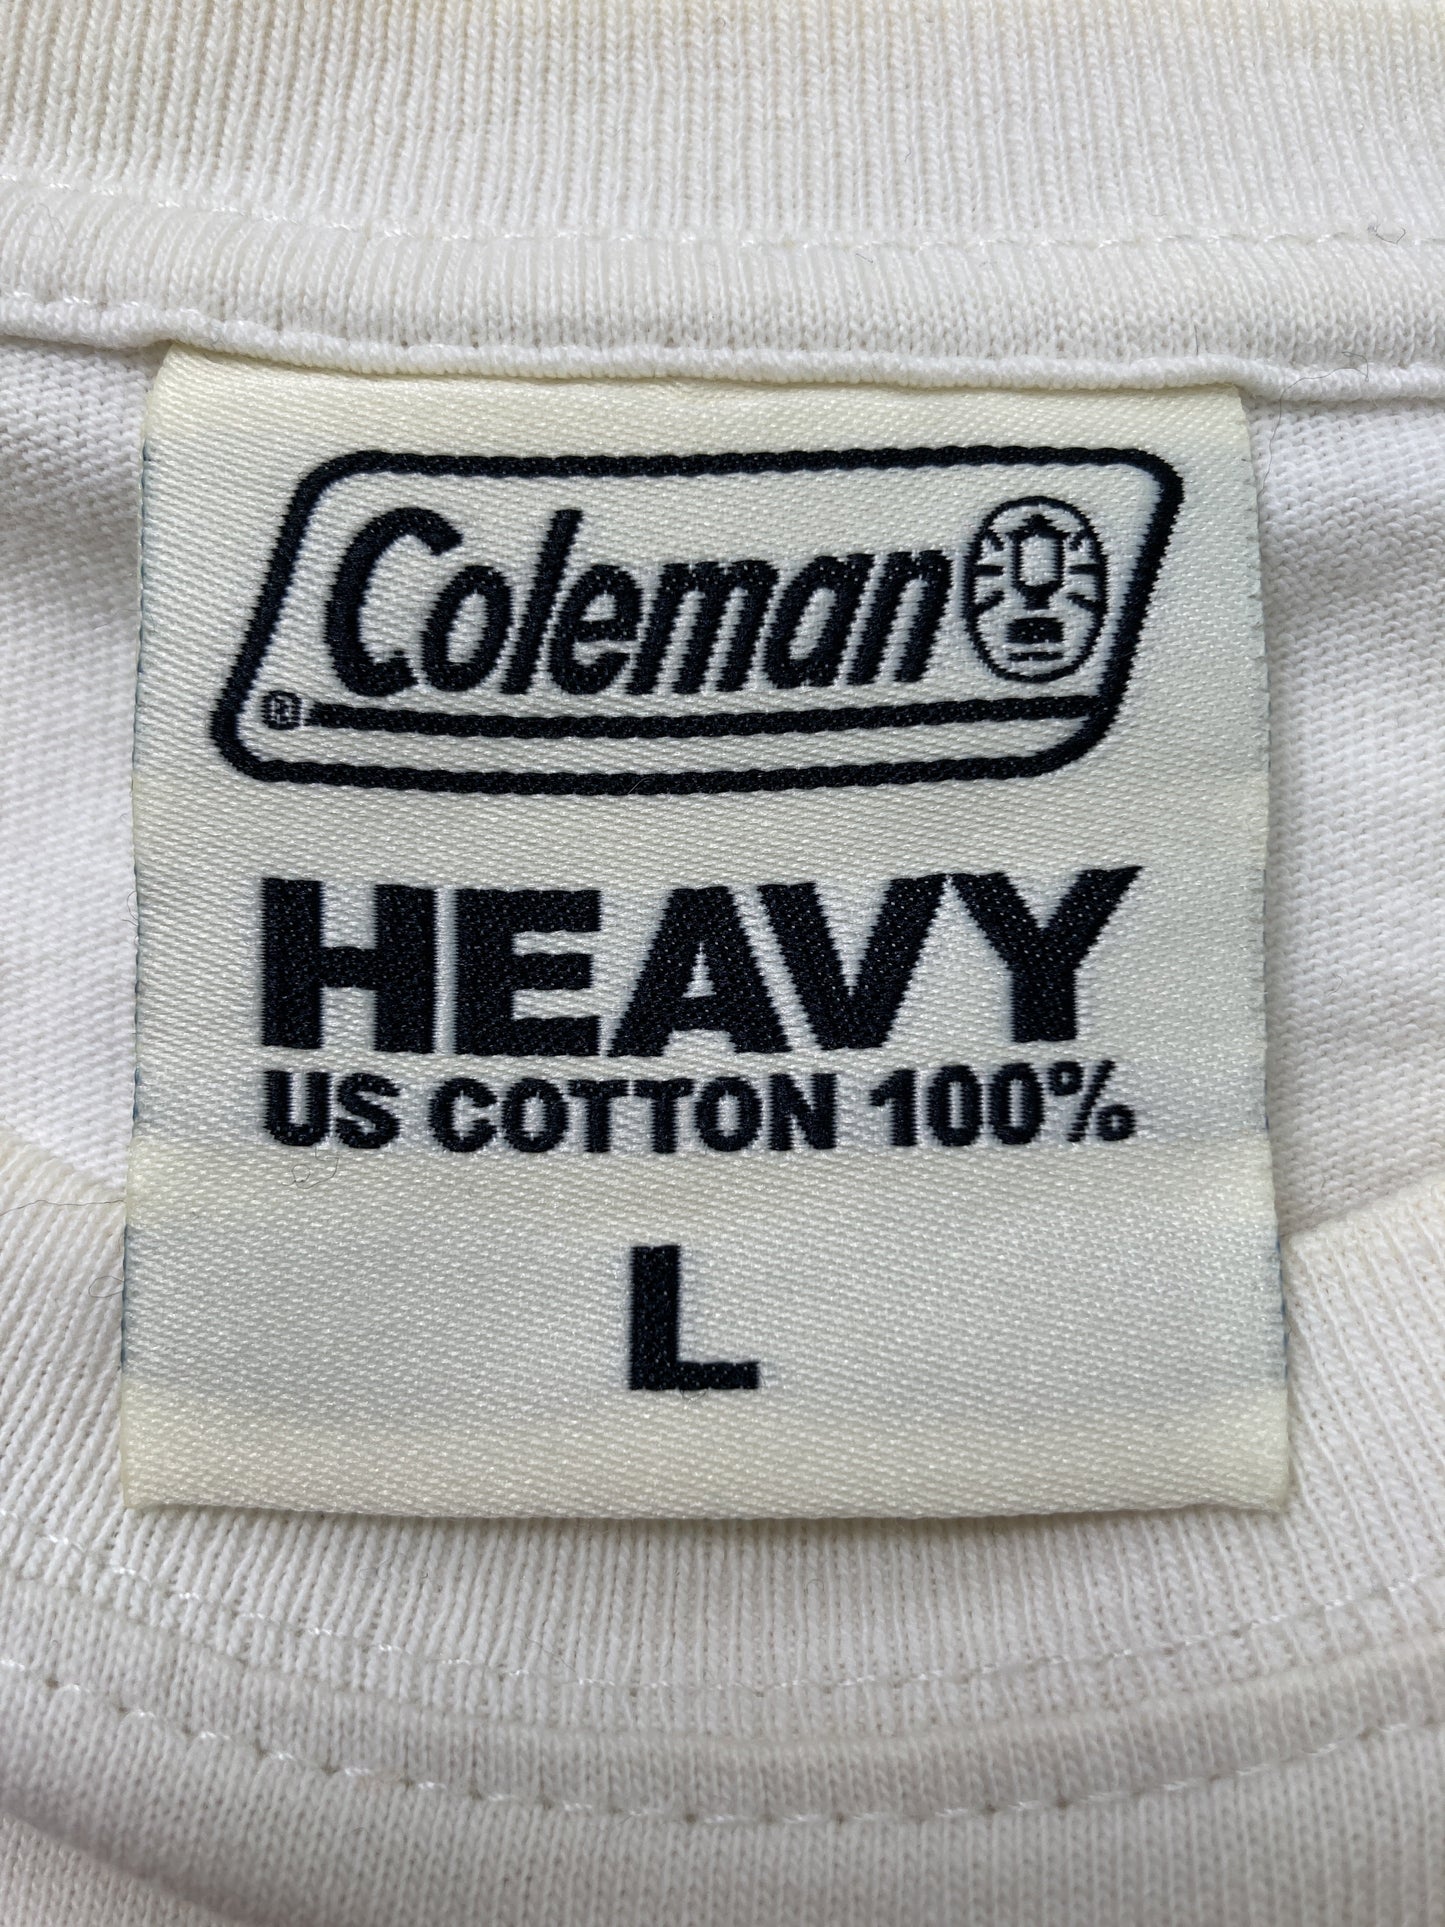 Coleman
®
HEAVY
US COTTON 100%
L